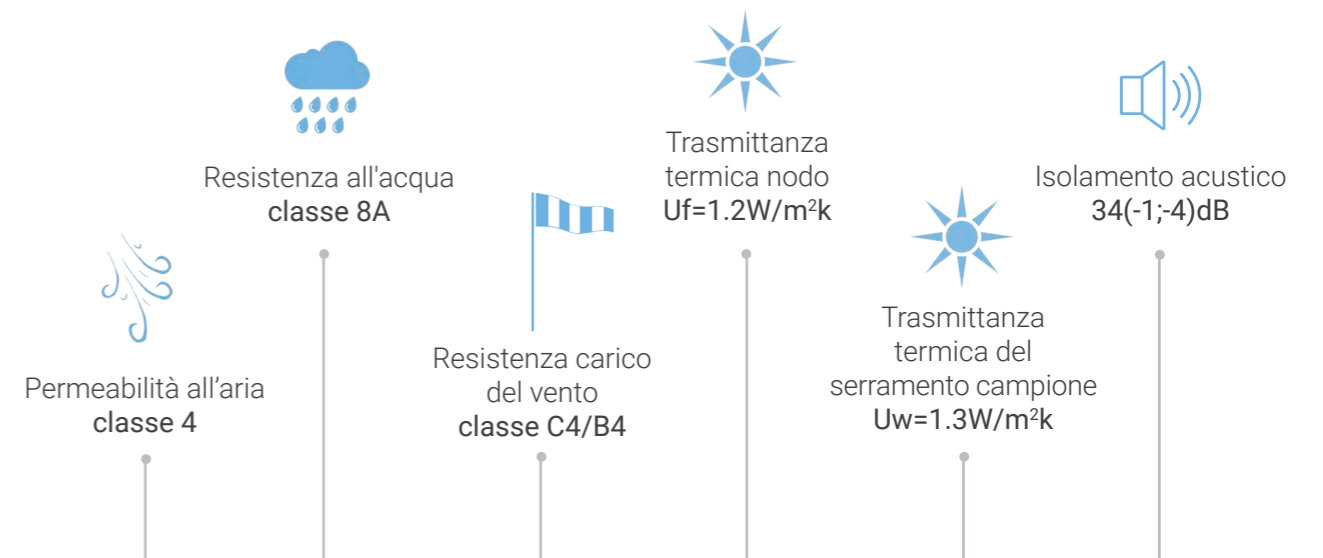 Permeabilità all’aria
classe 4
Resistenza all'acqua
classe 8A
Resistenza carico
del vento
classe C4/B4
Trasmittanza
termica nodo
Uf=1.2W/m²k
Trasmittanza
termica del
serramento campione
Uw=1.3W/m²k
Isolamento acustico
34(-1;-4)dB